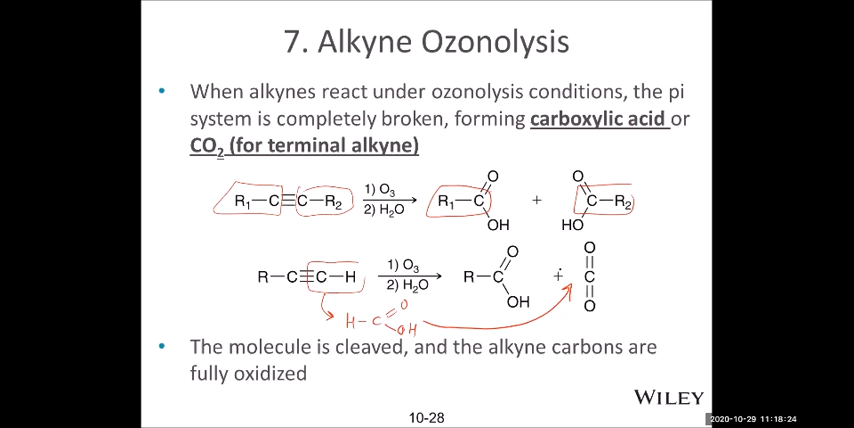 7. Alkyne Ozonolysis
• When alkynes react under ozonolysis conditions, the pi
system is completely broken, forming carboxylic acid or
CO₂ (for terminal alkyne)
R₁—C≡C—R₂ 1) O₃ R₁—C O OH + O HO C—R₂
2) H₂O
R—C≡C—H 1) O₃ R—C O OH + O=C=O
2) H₂O
H–C O OH
• The molecule is cleaved, and the alkyne carbons are
fully oxidized
WILEY
10-28
2020-10-29 11:18:24